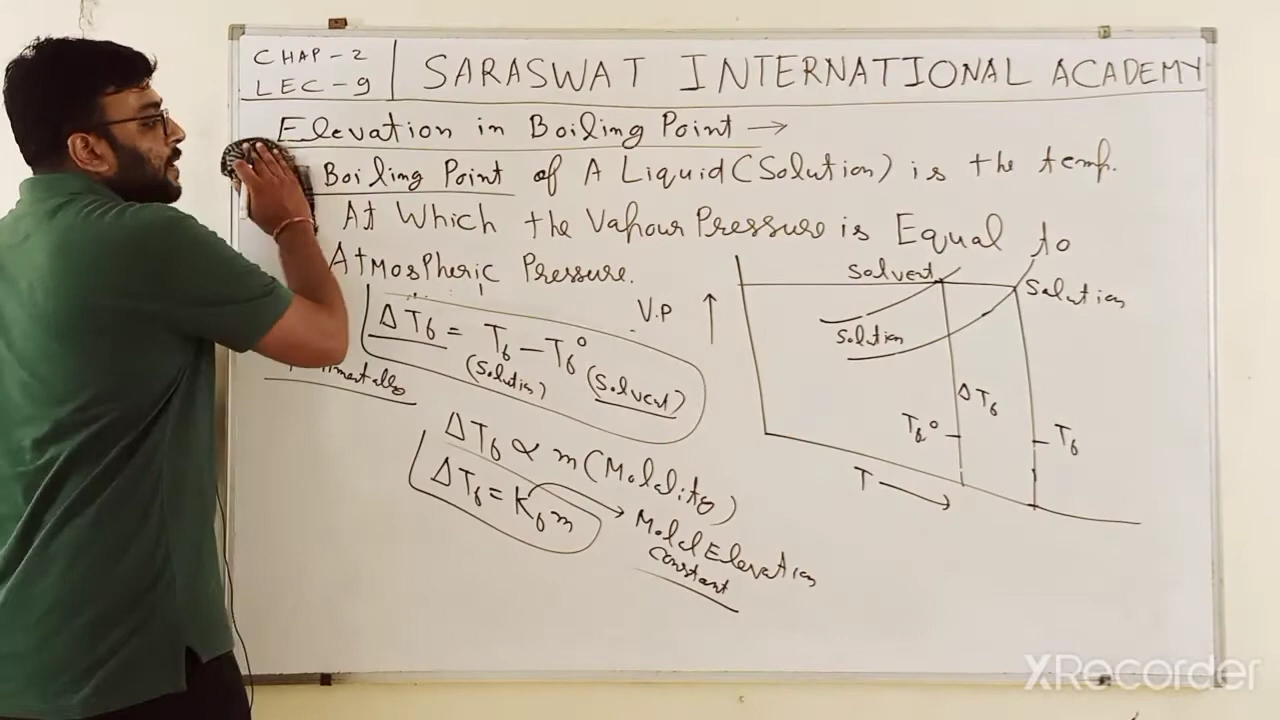 CHAP-2
LEC-9
SARASWAT INTERNATIONAL ACADEMY
Elevation in Boiling Point →
Boiling Point of A Liquid (Solution) is the temp.
At Which the Vapour Pressure is Equal to
Atmospheric Pressure.
ΔTb = Tb − Tb°
(Solution) (Solvent)
ΔTb ∝ m (Molality)
ΔTb = Kb m
Molal Elevation
Constant
V.P ↑
Solvent
Solution
Solution
ΔTb
Tb°
Tb
T →
XRecorder